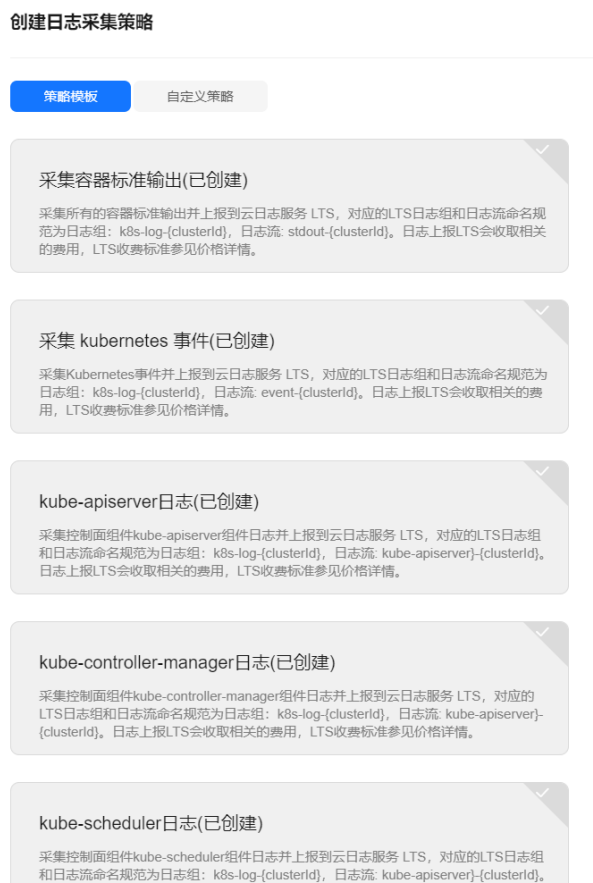 创建日志采集策略
策略模板
自定义策略
采集容器标准输出(已创建)
采集所有的容器标准输出并上报到云日志服务 LTS，对应的LTS日志组和日志流命名规
范为日志组：k8s-log-{clusterId}，日志流: stdout-{clusterId}。日志上报LTS会收取相关
的费用，LTS收费标准参见价格详情。
采集 kubernetes 事件(已创建)
采集Kubernetes事件并上报到云日志服务 LTS，对应的LTS日志组和日志流命名规范为
日志组：k8s-log-{clusterId}，日志流: event-{clusterId}。日志上报LTS会收取相关的费
用，LTS收费标准参见价格详情。
kube-apiserver日志(已创建)
采集控制面组件kube-apiserver组件日志并上报到云日志服务 LTS，对应的LTS日志组
和日志流命名规范为日志组：k8s-log-{clusterId}，日志流: kube-apiserver}-{clusterId}。
日志上报LTS会收取相关的费用，LTS收费标准参见价格详情。
kube-controller-manager日志(已创建)
采集控制面组件kube-controller-manager组件日志并上报到云日志服务 LTS，对应的
LTS日志组和日志流命名规范为日志组：k8s-log-{clusterId}，日志流: kube-apiserver}-
{clusterId}。日志上报LTS会收取相关的费用，LTS收费标准参见价格详情。
kube-scheduler日志(已创建)
采集控制面组件kube-scheduler组件日志并上报到云日志服务 LTS，对应的LTS日志组
和日志流命名规范为日志组：k8s-log-{clusterId}，日志流: kube-apiserver}-{clusterId}。